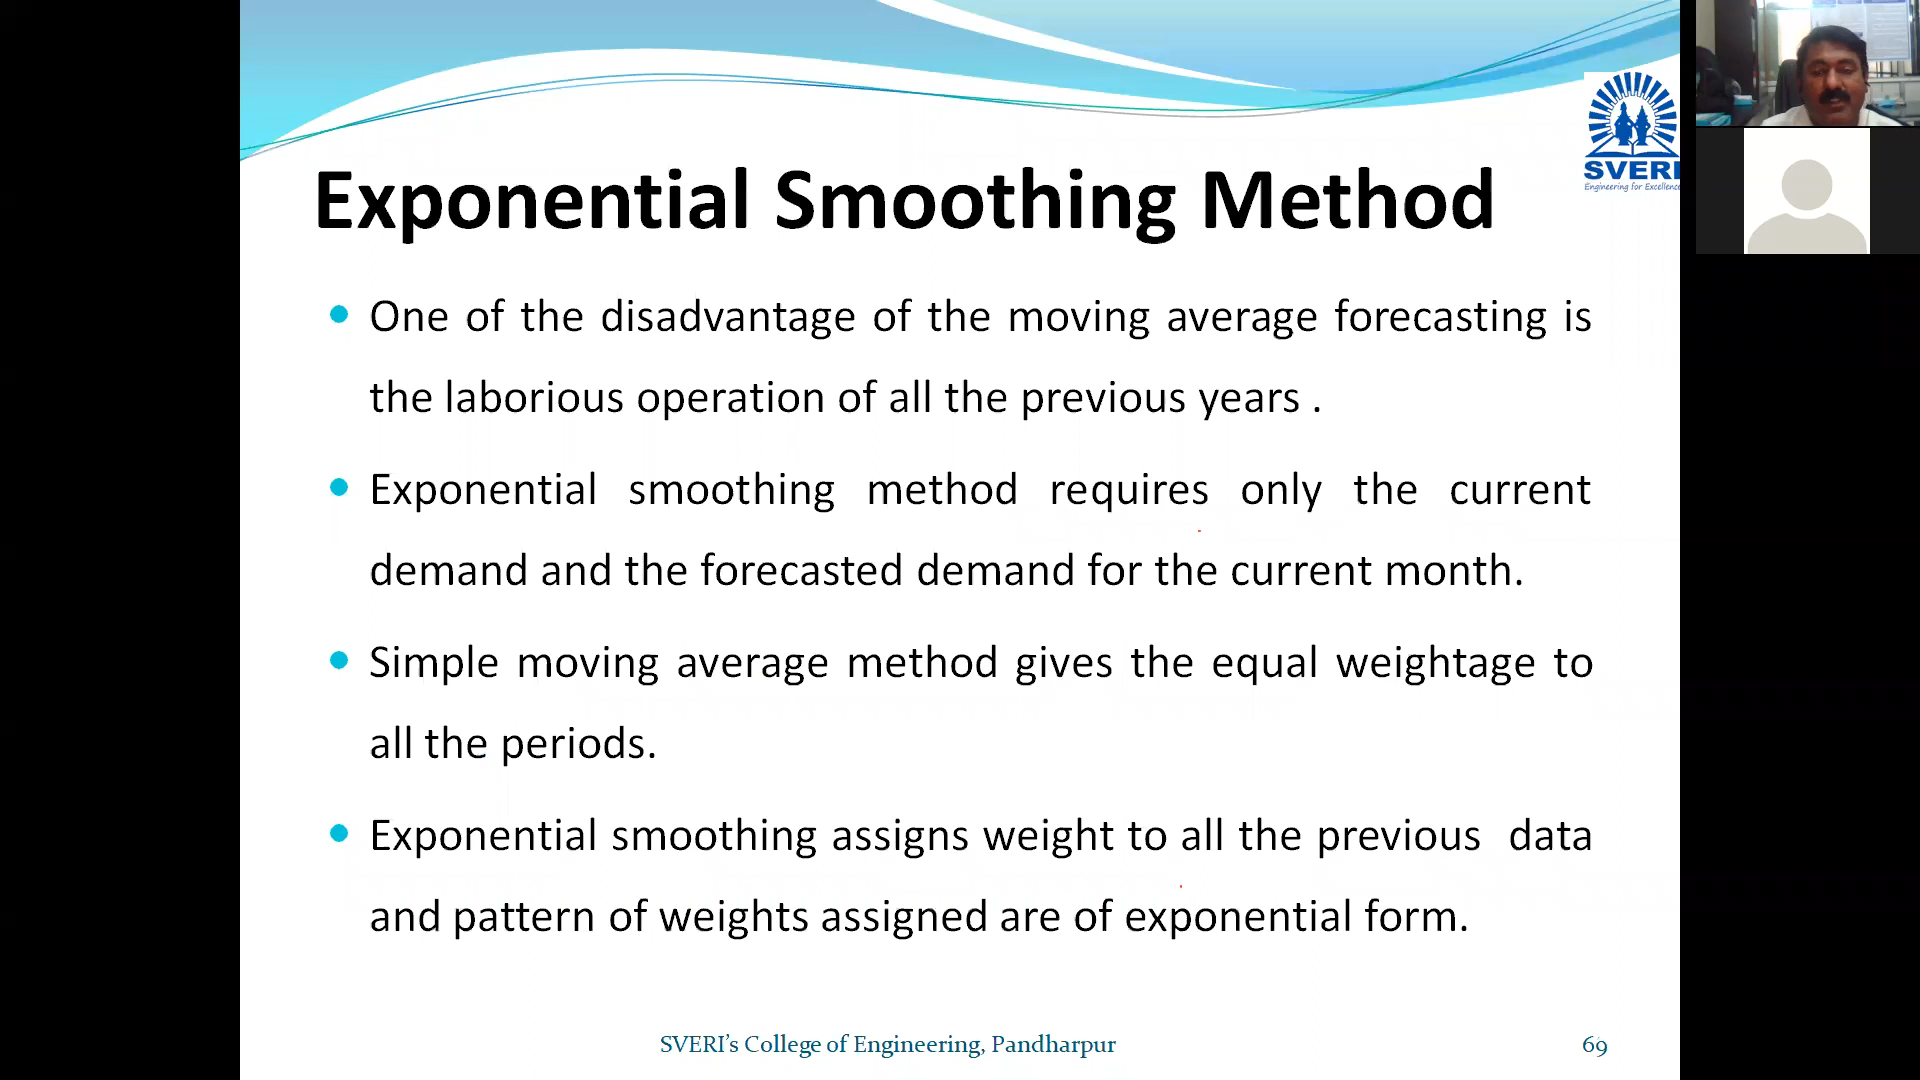 Exponential Smoothing Method
SVERI
Engineering for Excellence
One of the disadvantage of the moving average forecasting is
the laborious operation of all the previous years .
Exponential smoothing method requires only the current
demand and the forecasted demand for the current month.
Simple moving average method gives the equal weightage to
all the periods.
Exponential smoothing assigns weight to all the previous data
and pattern of weights assigned are of exponential form.
SVERI’s College of Engineering, Pandharpur
69